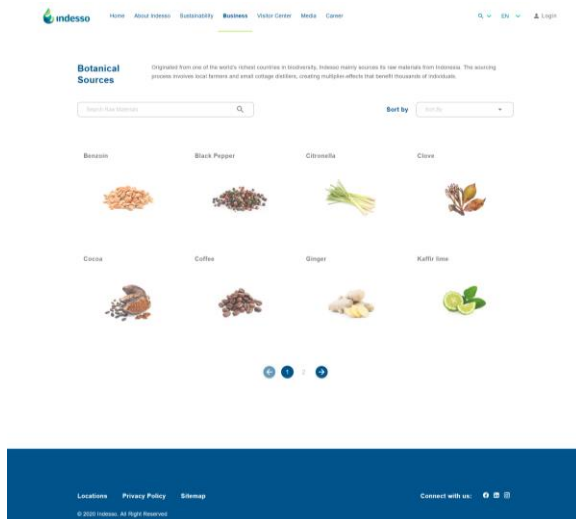 indesso
Home About Indesso Sustainability Business Visitor Center Media Career EN Login
Botanical
Sources
Originated from one of the world's richest countries in biodiversity, Indesso mainly sources its raw materials from Indonesia. The sourcing
process involves local farmers and small cottage distillers, creating multiplier-effects that benefit thousands of individuals.
Search Raw Materials
Sort by Sort By
Benzoin Black Pepper Citronella Clove
Cocoa Coffee Ginger Kaffir lime
1 2
Locations Privacy Policy Sitemap Connect with us:
© 2020 Indesso. All Right Reserved